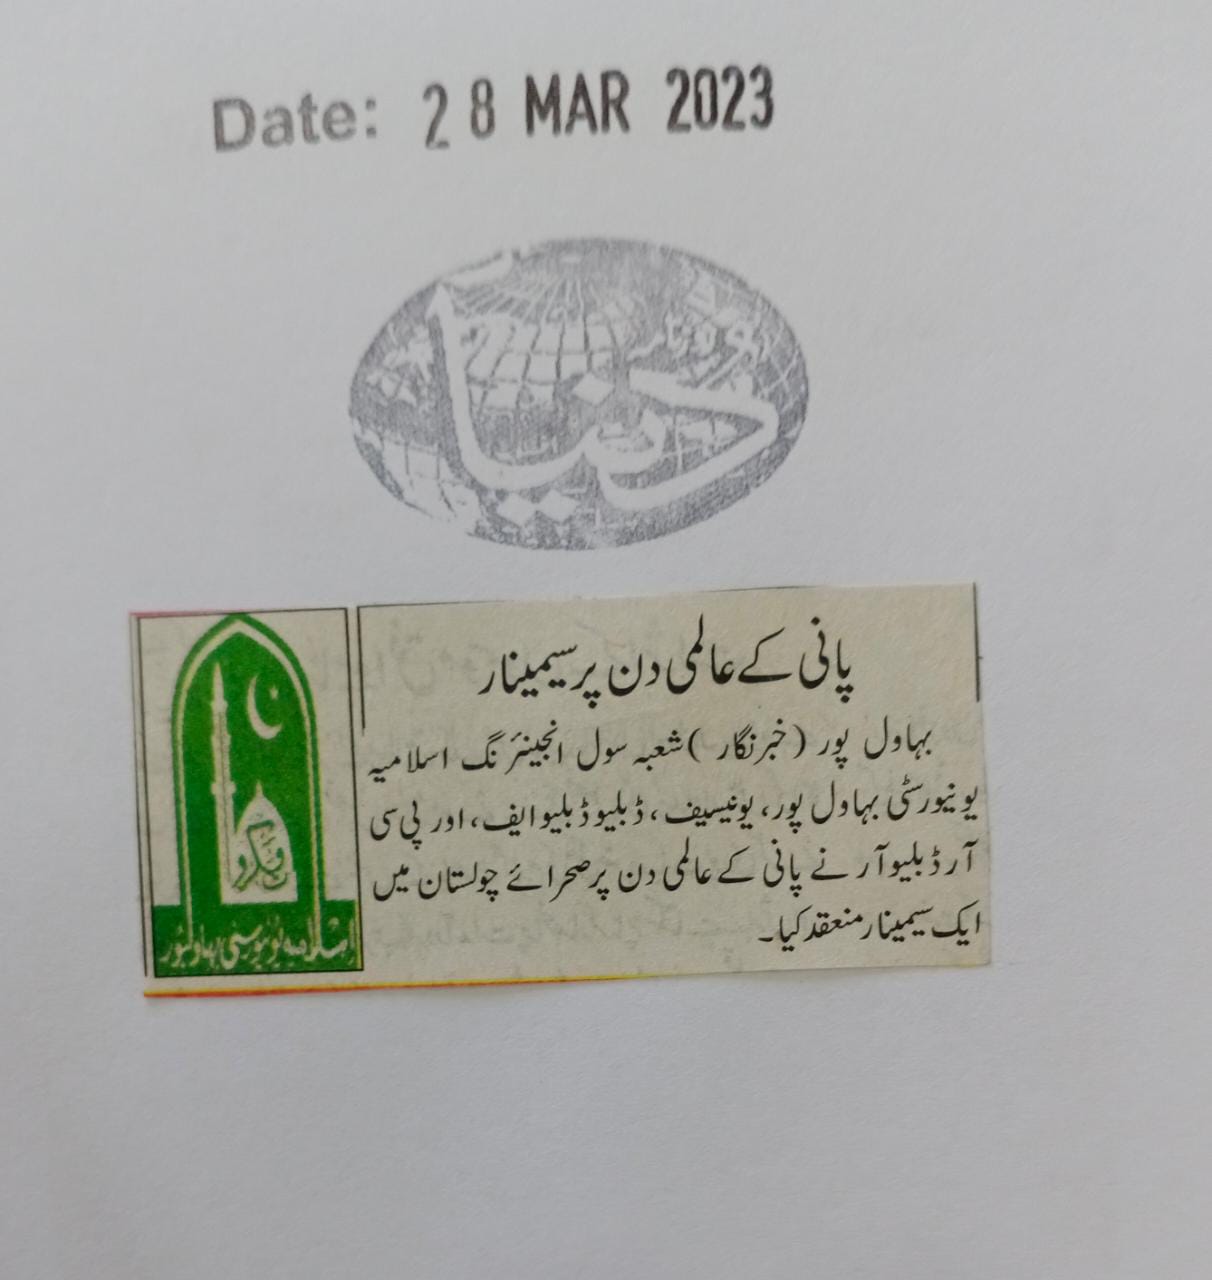 Date: 28 MAR 2023
روزنامہ
دُنیا
پانی کے عالمی دن پر سیمینار
بہاول پور (خبرنگار) شعبہ سول انجینئرنگ اسلامیہ
یونیورسٹی بہاول پور، یونیسیف، ڈبلیو ڈبلیو ایف، اور پی سی
آر ڈبلیو آر نے پانی کے عالمی دن پر صحرائے چولستان میں
ایک سیمینار منعقد کیا۔
اسلامیہ یونیورسٹی بہاولپور